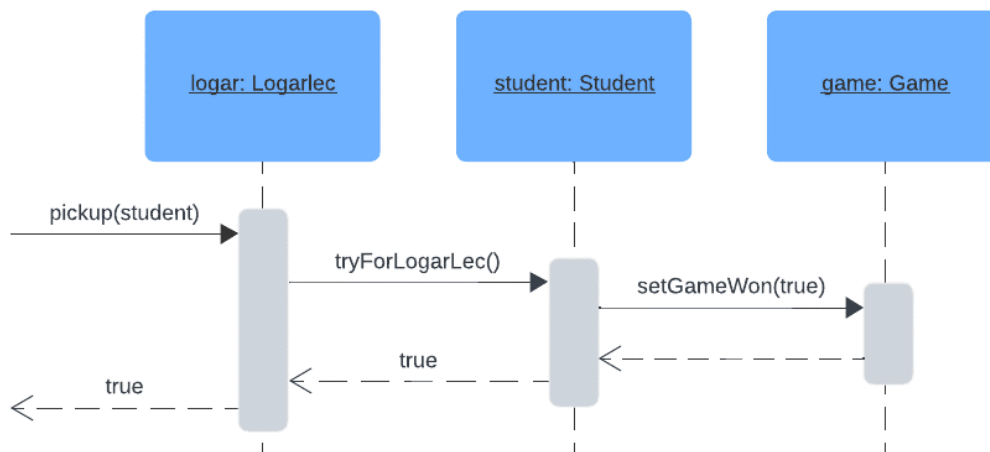 logar: Logarlec
student: Student
game: Game
pickup(student)
tryForLogarLec()
setGameWon(true)
true
true